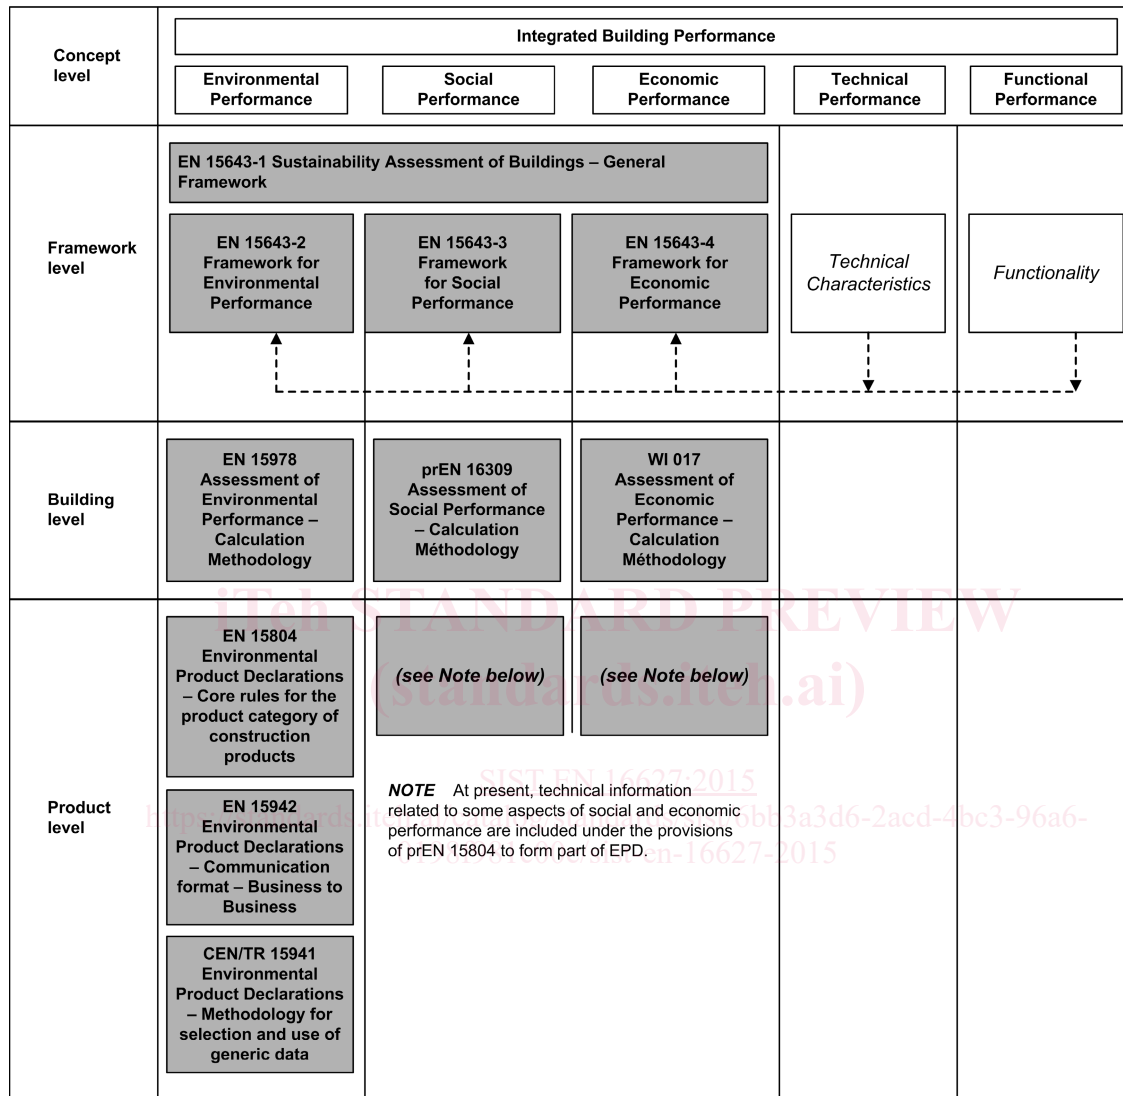 Concept
level
Integrated Building Performance
Environmental
Performance
Social
Performance
Economic
Performance
Technical
Performance
Functional
Performance
Framework
level
EN 15643-1 Sustainability Assessment of Buildings – General
Framework
EN 15643-2
Framework for
Environmental
Performance
EN 15643-3
Framework
for Social
Performance
EN 15643-4
Framework for
Economic
Performance
Technical
Characteristics
Functionality
Building
level
EN 15978
Assessment of
Environmental
Performance –
Calculation
Methodology
prEN 16309
Assessment of
Social Performance
– Calculation
Méthodology
WI 017
Assessment of
Economic
Performance –
Calculation
Méthodology
iTeh STANDARD PREVIEW
(standards.iteh.ai)
Product
level
EN 15804
Environmental
Product Declarations
– Core rules for the
product category of
construction
products
(see Note below)
(see Note below)
SIST EN 16627:2015
NOTE At present, technical information
related to some aspects of social and economic
performance are included under the provisions
of prEN 15804 to form part of EPD.
EN 15942
Environmental
Product Declarations
– Communication
format – Business to
Business
CEN/TR 15941
Environmental
Product Declarations
– Methodology for
selection and use of
generic data